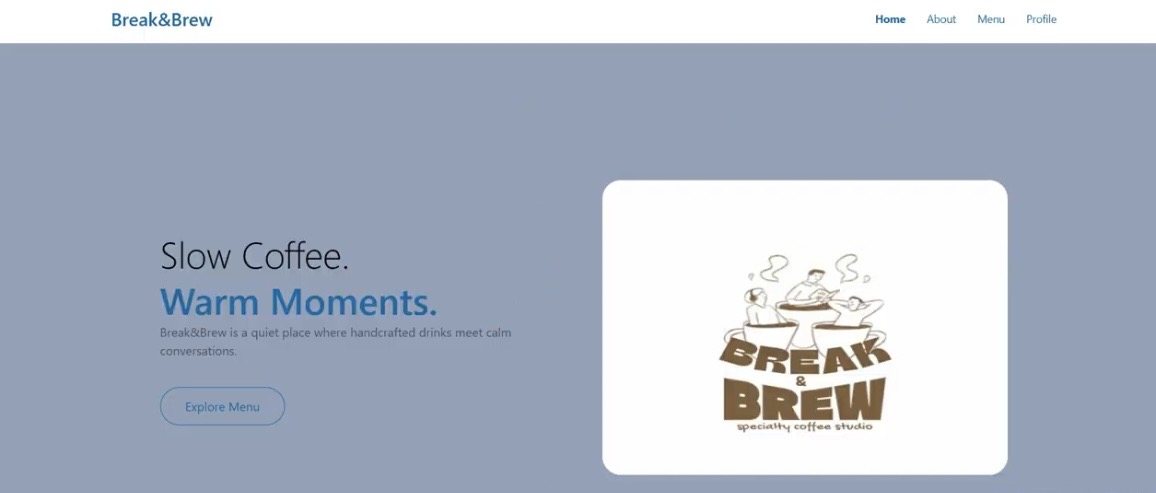 Break&Brew
Home About Menu Profile
Slow Coffee.
Warm Moments.
Break&Brew is a quiet place where handcrafted drinks meet calm
conversations.
Explore Menu
BREAK
&
BREW
specialty coffee studio